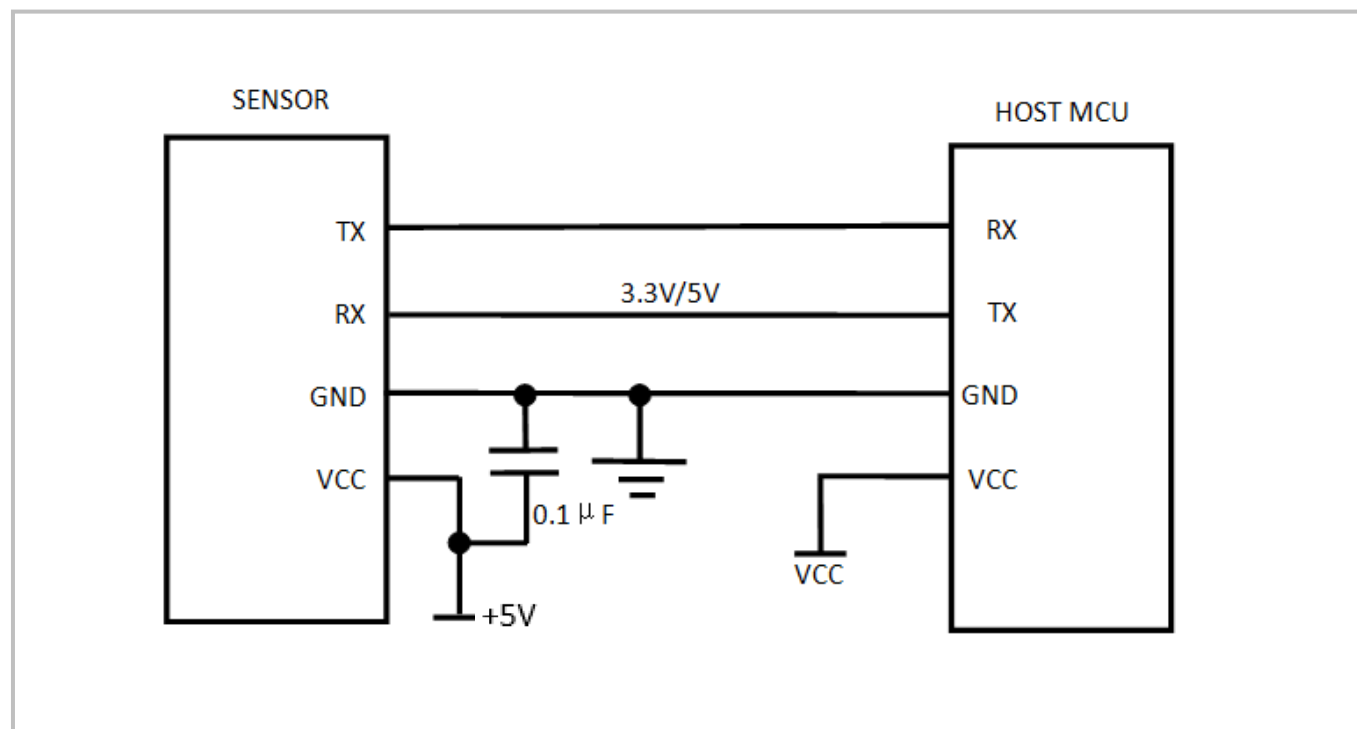 SENSOR
HOST MCU
TX
RX
3.3V/5V
RX
TX
GND
GND
VCC
VCC
0.1 μ F
VCC
+5V